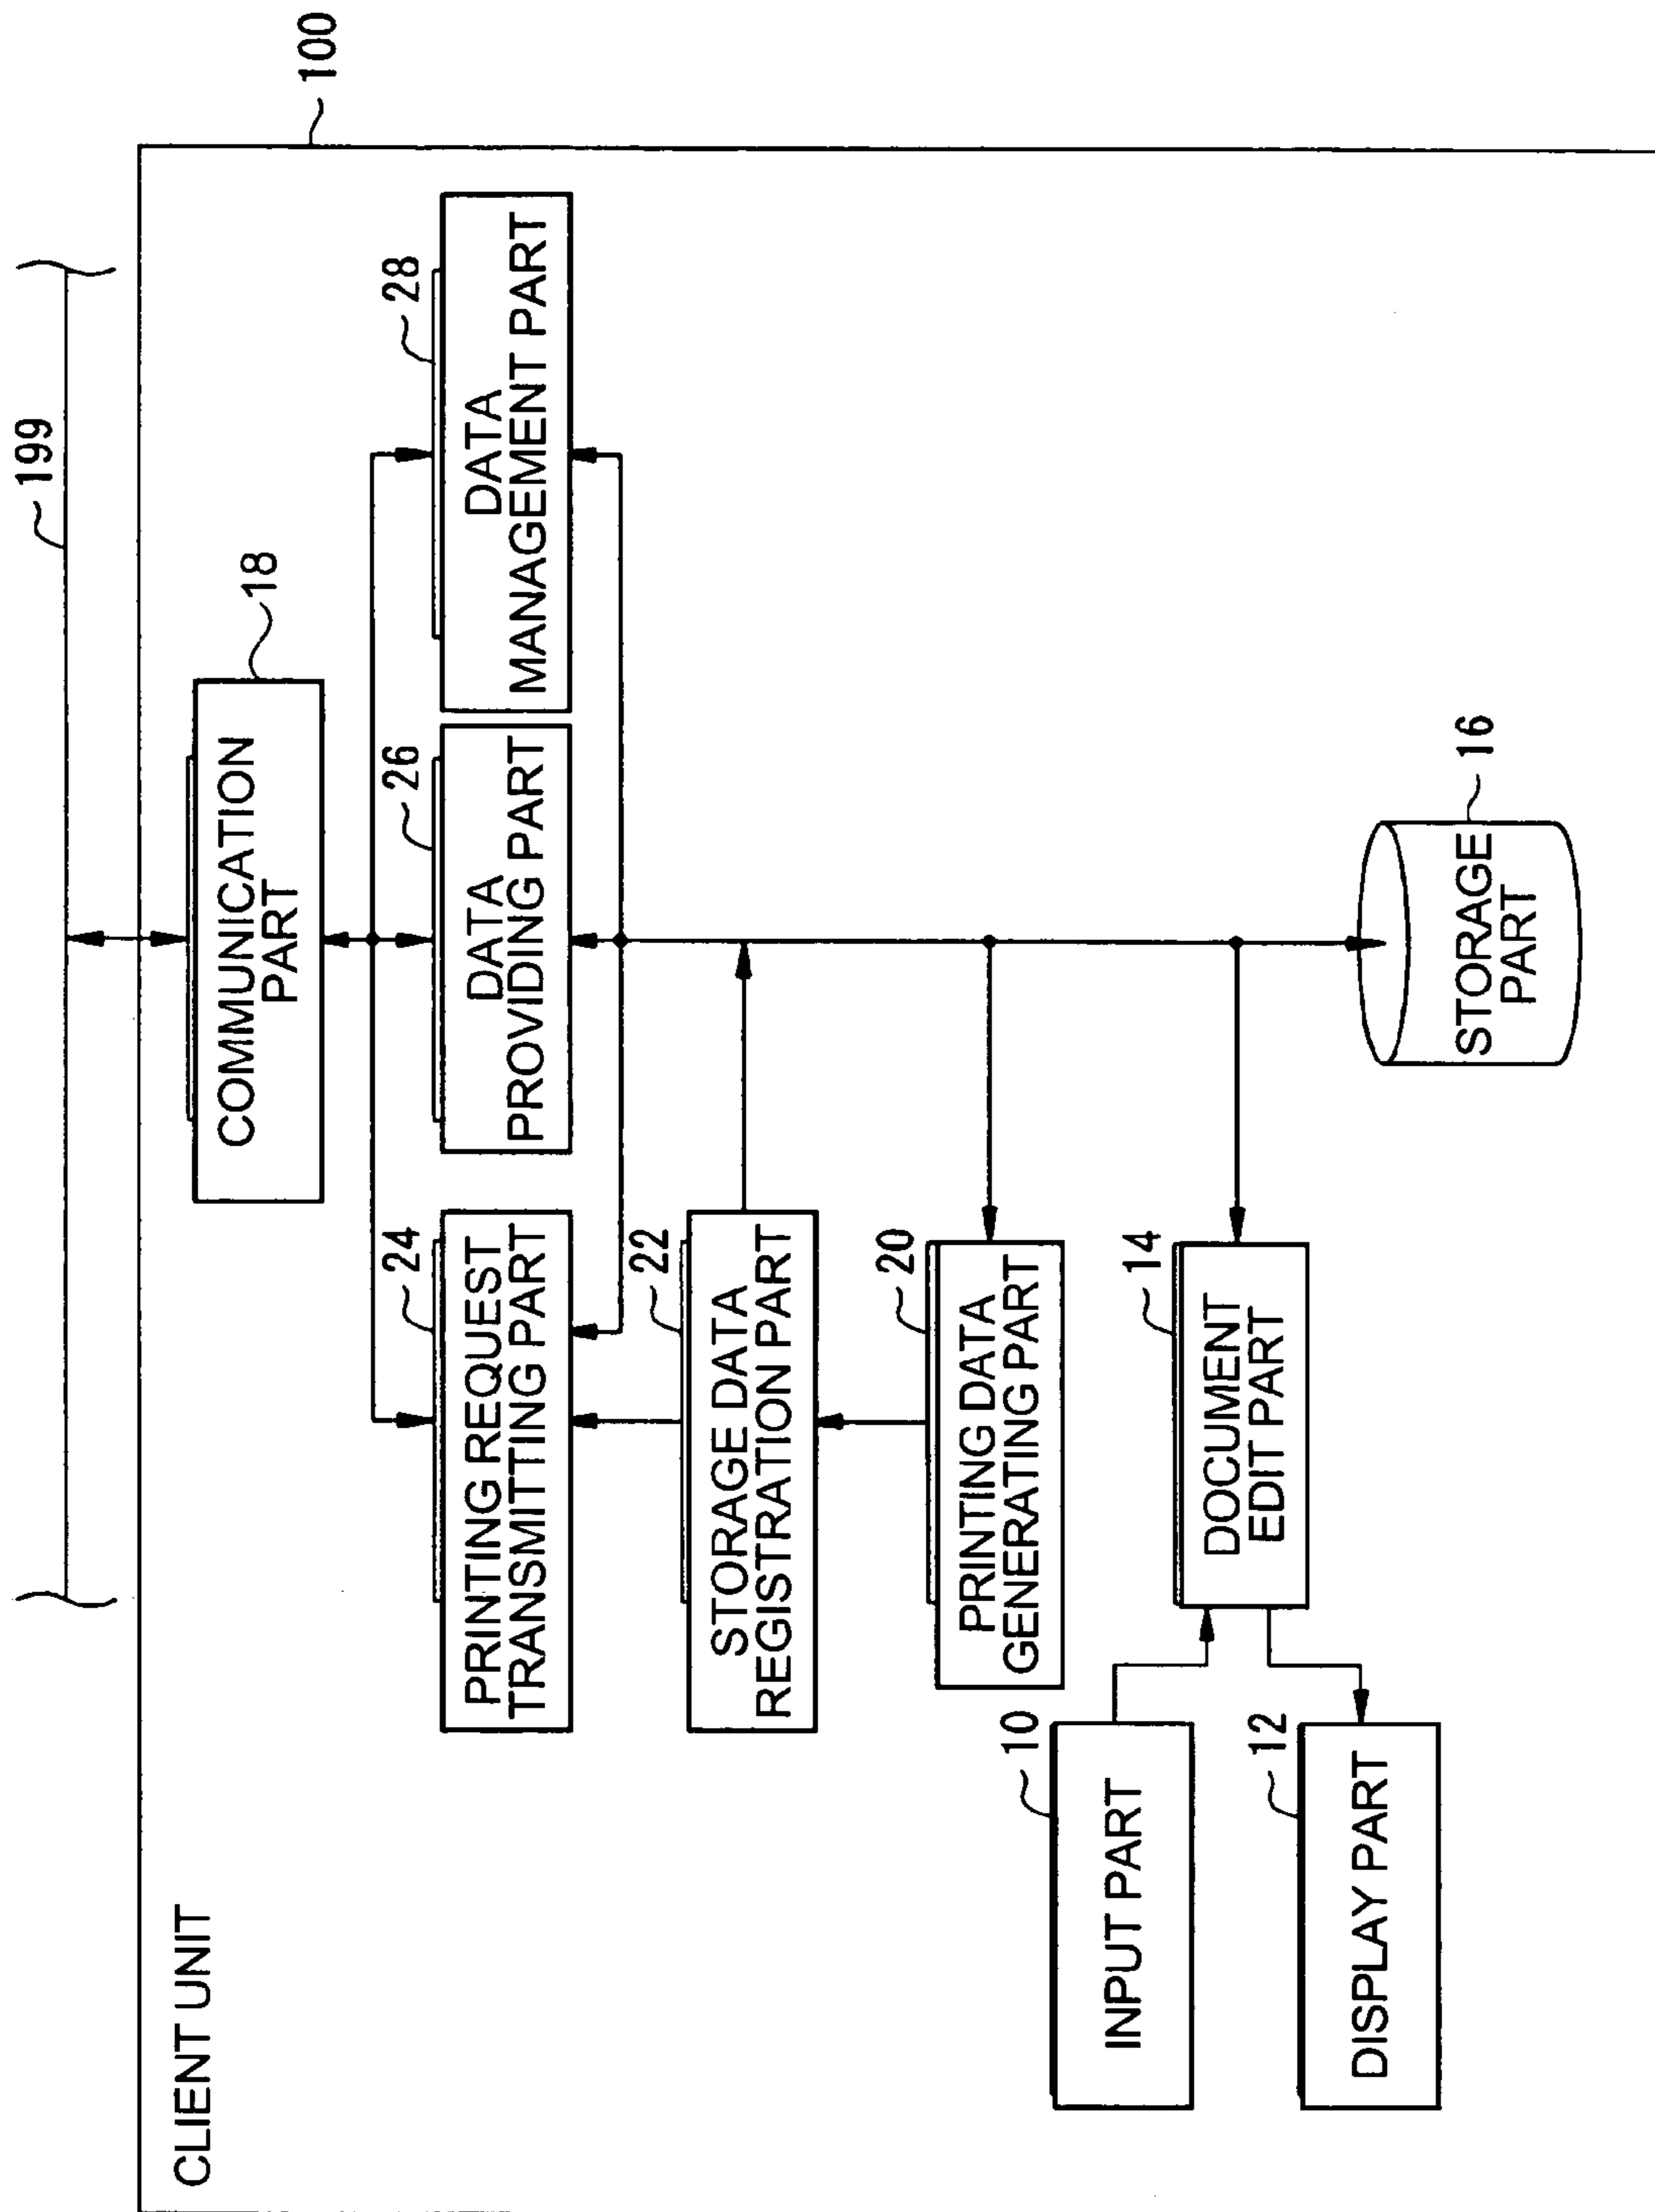 199
100
CLIENT UNIT
18
COMMUNICATION
PART
24
PRINTING REQUEST
TRANSMITTING PART
26
DATA
PROVIDING PART
28
DATA
MANAGEMENT PART
22
STORAGE DATA
REGISTRATION PART
20
PRINTING DATA
GENERATING PART
10
INPUT PART
14
DOCUMENT
EDIT PART
12
DISPLAY PART
16
STORAGE
PART